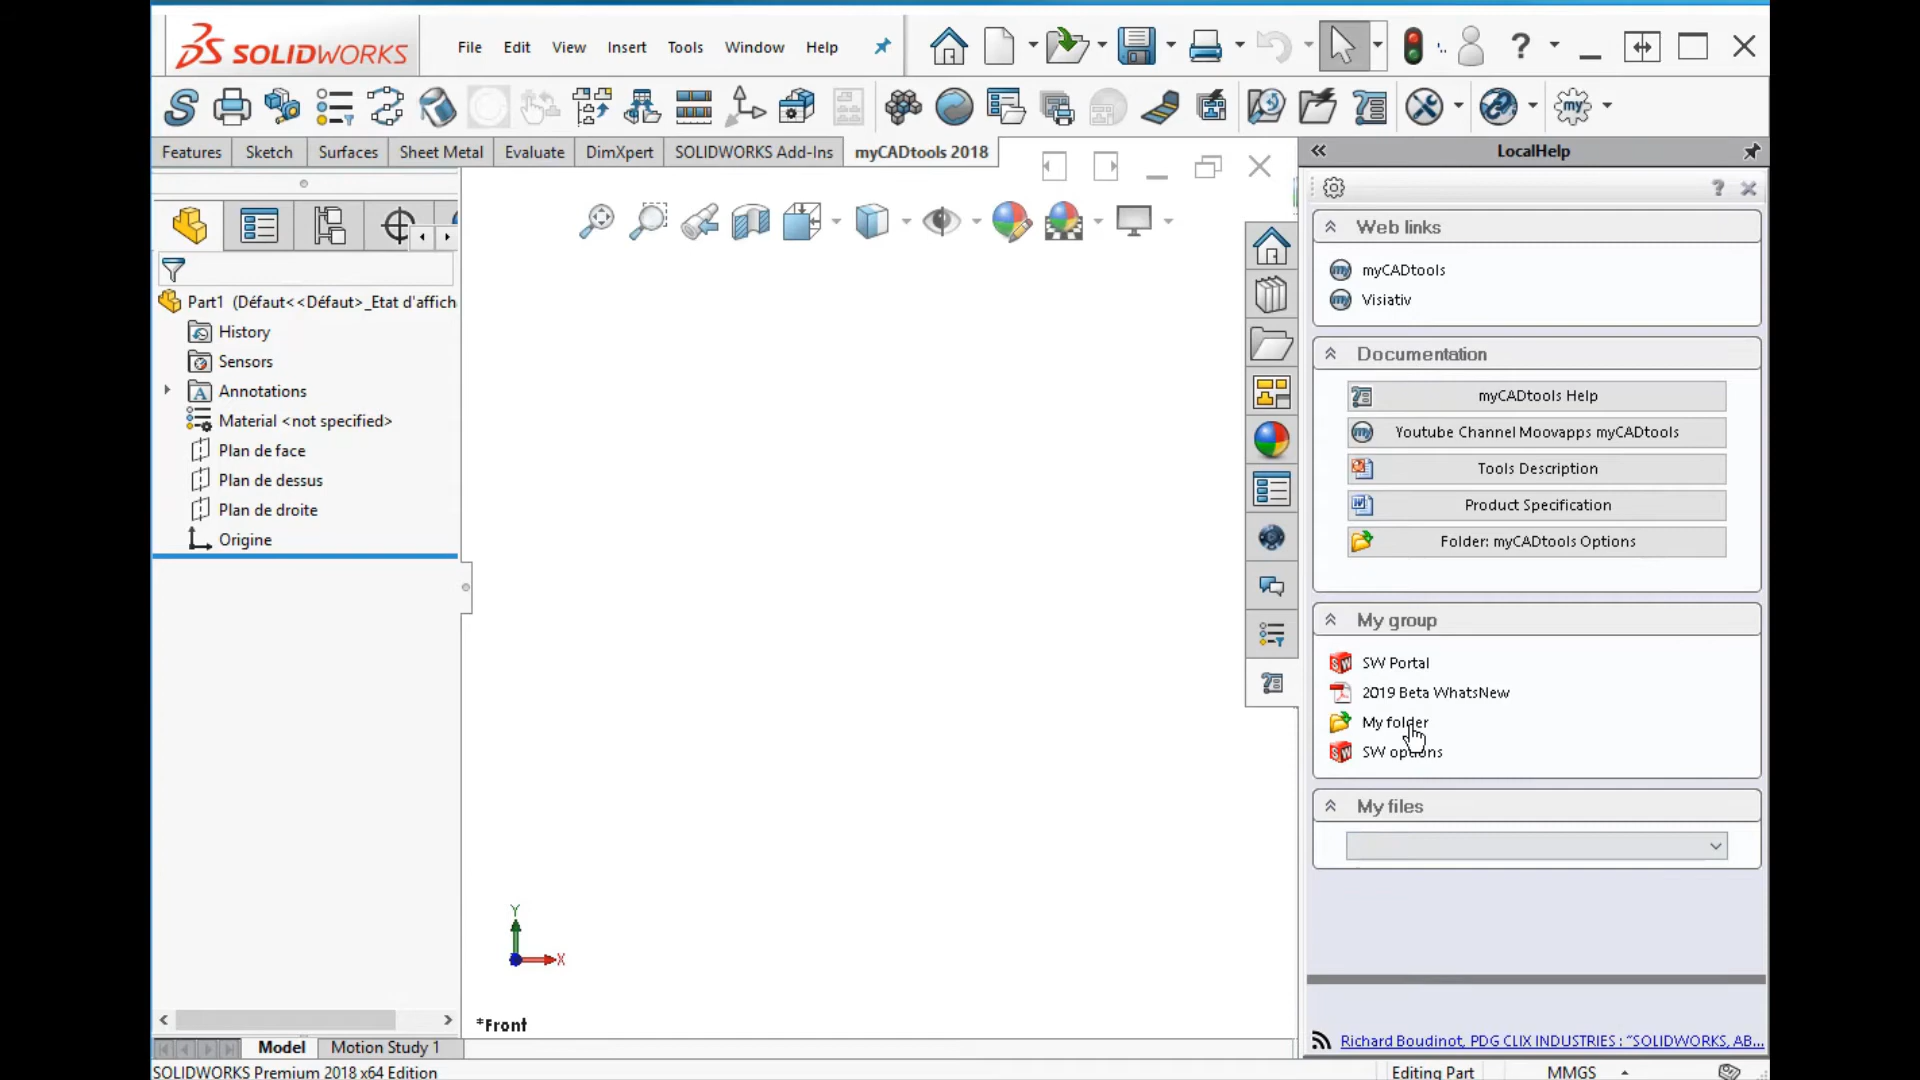 SOLIDWORKS
File Edit View Insert Tools Window Help
Features Sketch Surfaces Sheet Metal Evaluate DimXpert SOLIDWORKS Add-Ins myCADtools 2018
LocalHelp
Part1 (Défaut<<Défaut>_Etat d'affich
History
Sensors
Annotations
Material <not specified>
Plan de face
Plan de dessus
Plan de droite
Origine
Web links
myCADtools
Visiativ
Documentation
myCADtools Help
Youtube Channel Moovapps myCADtools
Tools Description
Product Specification
Folder: myCADtools Options
My group
SW Portal
2019 Beta WhatsNew
My folder
SW options
My files
Y
X
*Front
Richard Boudinot, PDG CLIX INDUSTRIES : "SOLIDWORKS, AB...
Model Motion Study 1
SOLIDWORKS Premium 2018 x64 Edition
Editing Part MMGS